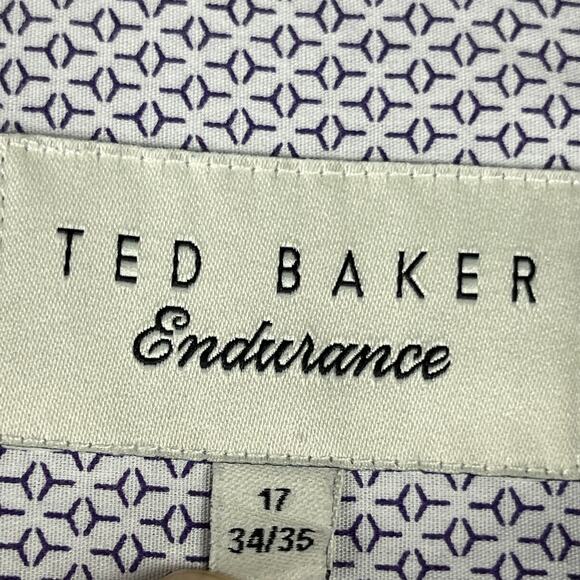 TED BAKER
Endurance
17
34/35